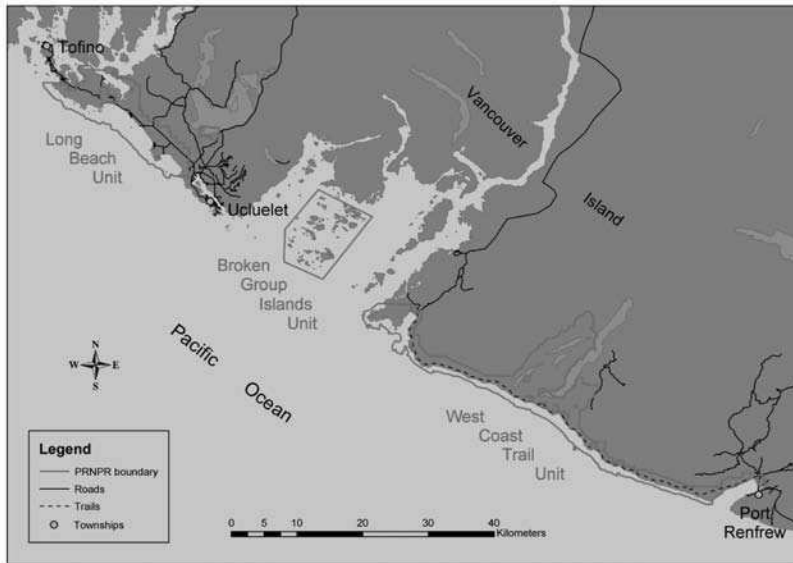 Tofino
Long
Beach
Unit
Ucluelet
Vancouver
Island
Broken
Group
Islands
Unit
Pacific
Ocean
N
W E
S
West
Coast
Trail
Unit
Port
Renfrew
Legend
PRNPR boundary
Roads
Trails
Townships
0 5 10 20 30 40
Kilometers